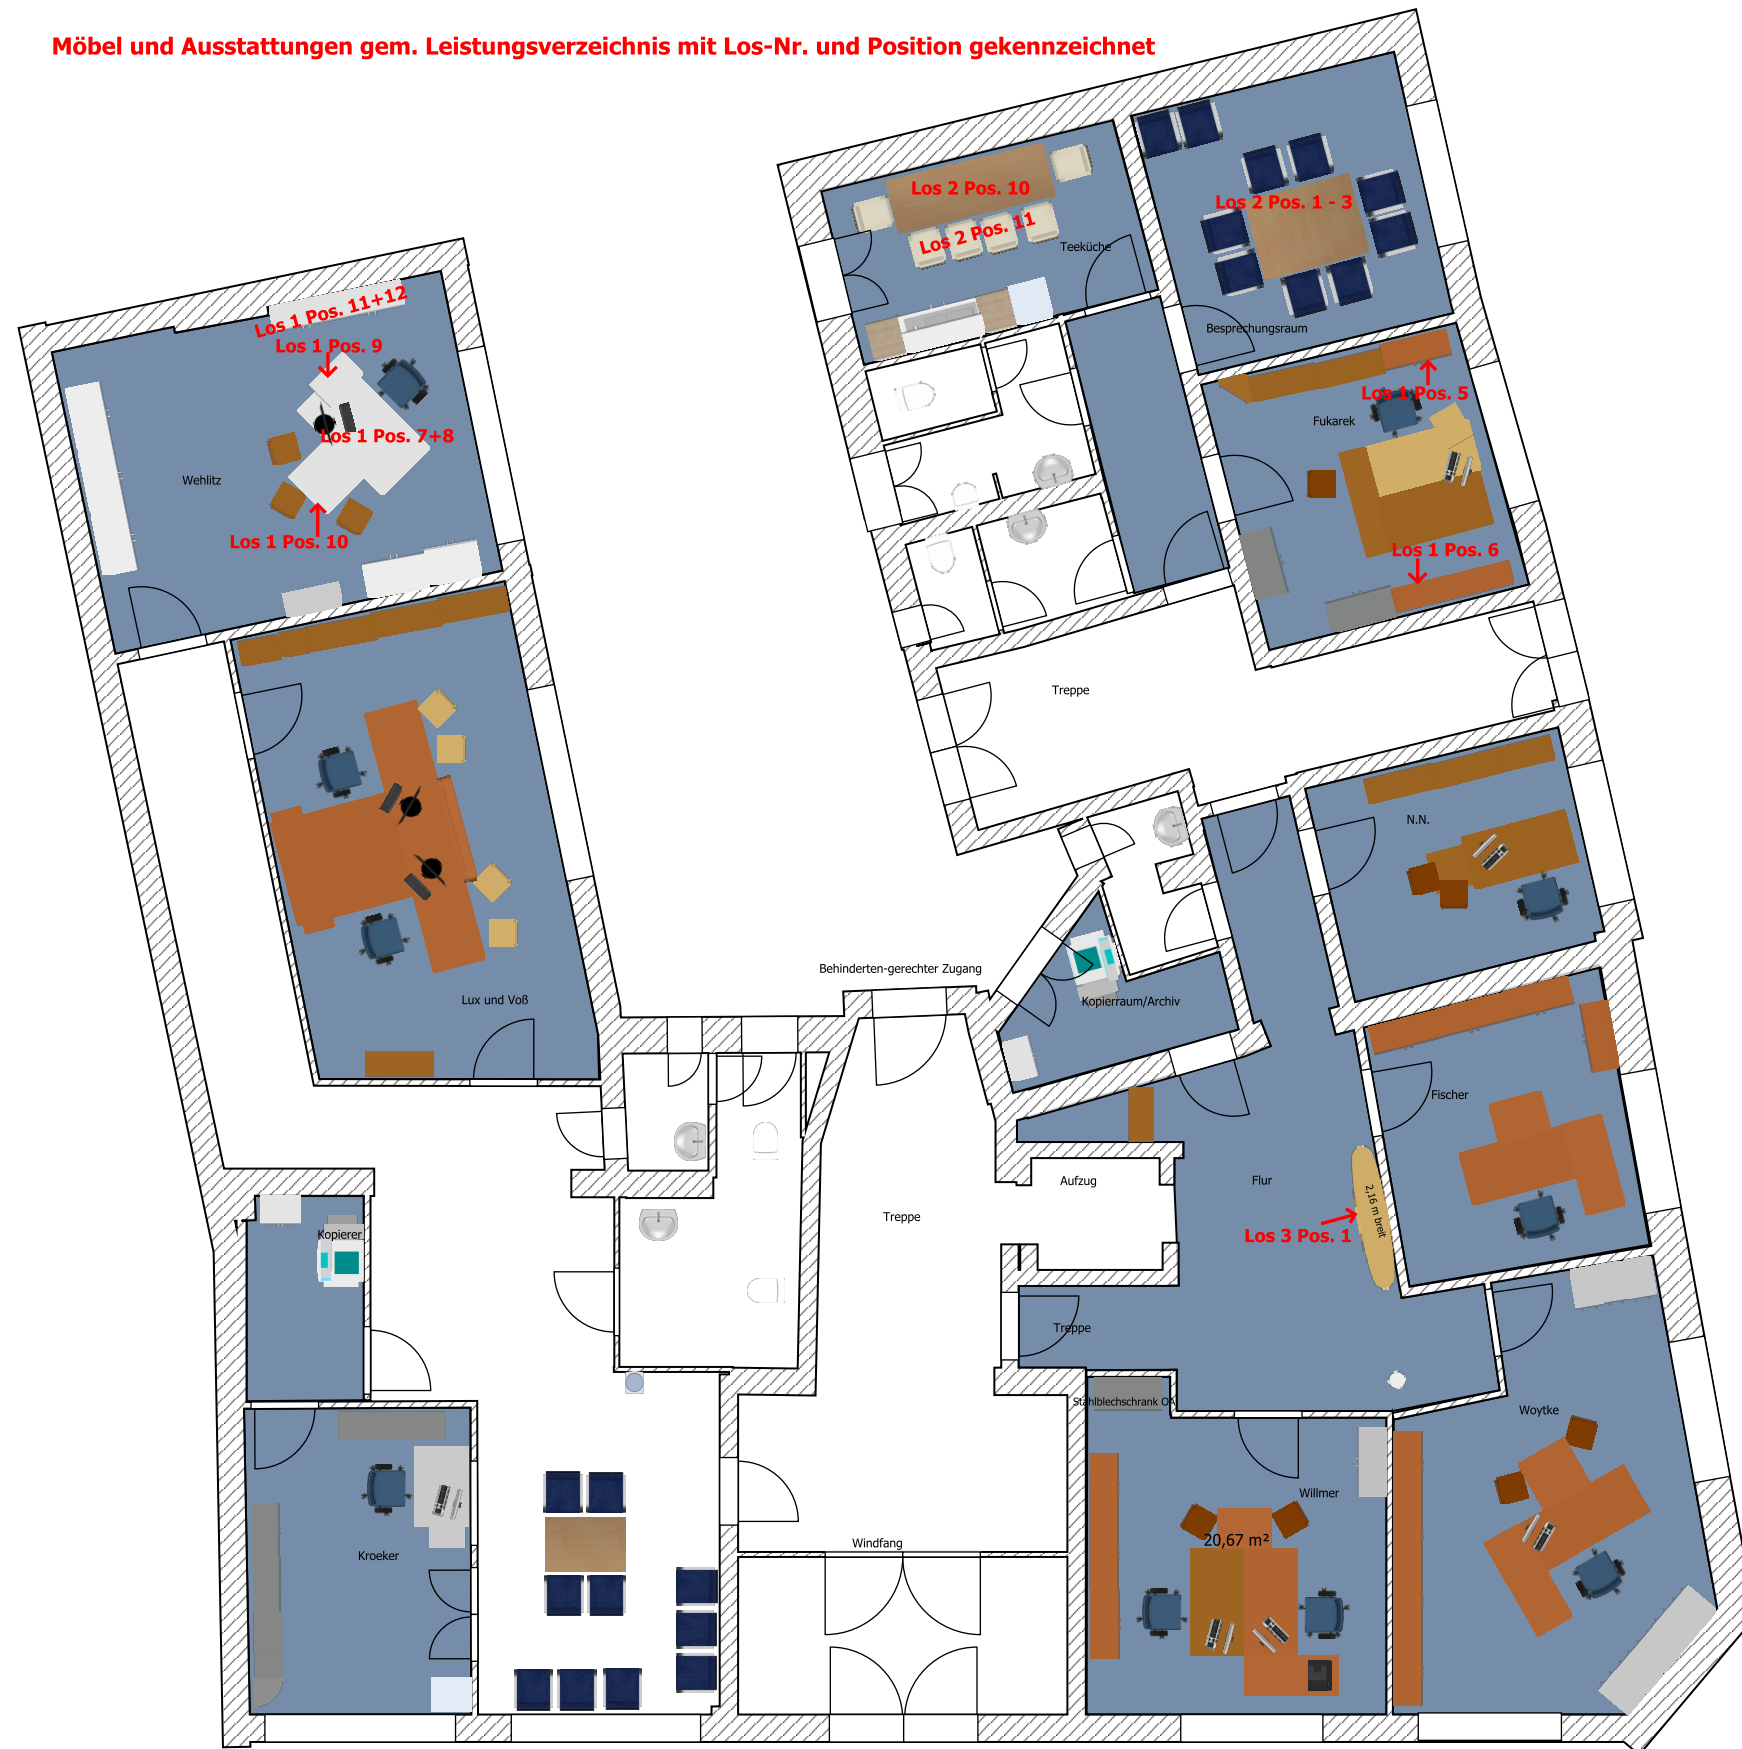 Möbel und Ausstattungen gem. Leistungsverzeichnis mit Los-Nr. und Position gekennzeichnet
Los 2 Pos. 10
Los 2 Pos. 11
Teeküche
Los 2 Pos. 1 - 3
Besprechungsraum
Los 1 Pos. 11+12
Los 1 Pos. 9
Los 1 Pos. 7+8
Wehlitz
Los 1 Pos. 10
Los 1 Pos. 5
Fukarek
Los 1 Pos. 6
Treppe
N.N.
Lux und Voß
Behinderten-gerechter Zugang
Kopierraum/Archiv
Fischer
Aufzug
Flur
2,16 m breit
Los 3 Pos. 1
Treppe
Kopierer
Treppe
Stahlblechschrank OA
Woytke
Willmer
20,67 m²
Windfang
Kroeker